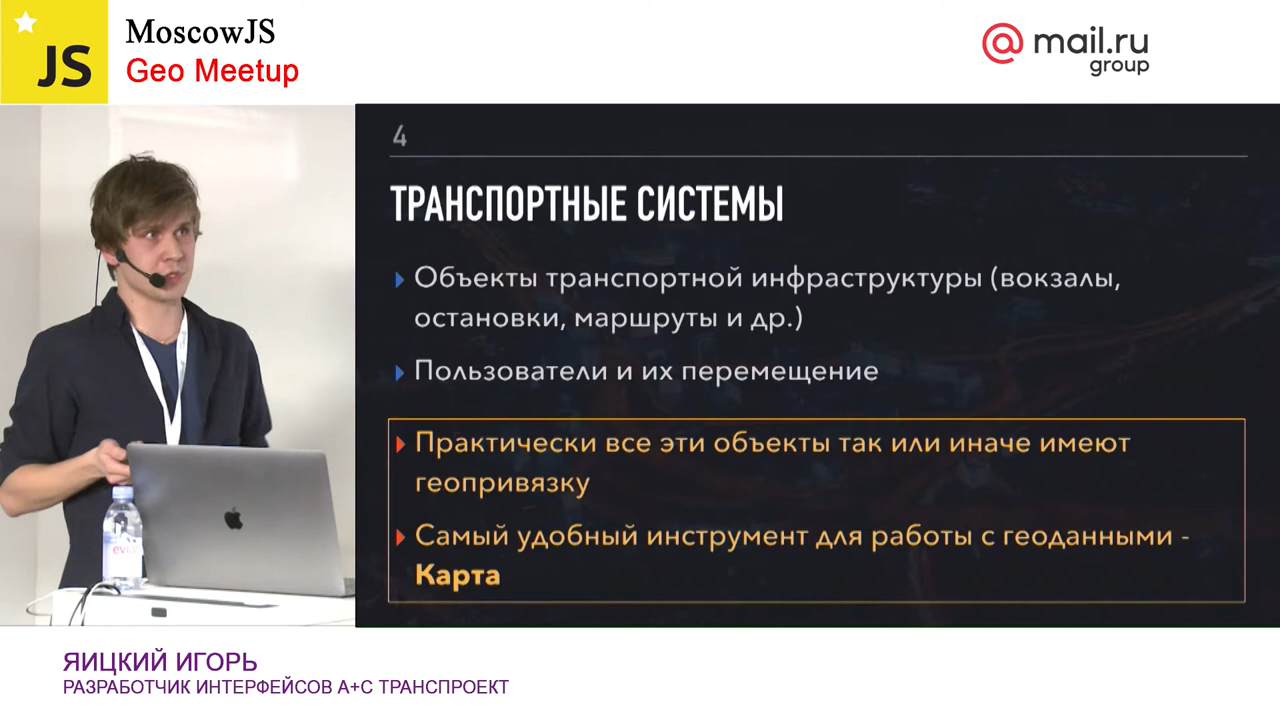 JS
MoscowJS
Geo Meetup
@mail.ru
group
4
ТРАНСПОРТНЫЕ СИСТЕМЫ
Объекты транспортной инфраструктуры (вокзалы,
остановки, маршруты и др.)
Пользователи и их перемещение
Практически все эти объекты так или иначе имеют
геопривязку
Самый удобный инструмент для работы с геоданными -
Карта
evian
ЯИЦКИЙ ИГОРЬ
РАЗРАБОТЧИК ИНТЕРФЕЙСОВ А+С ТРАНСПРОЕКТ